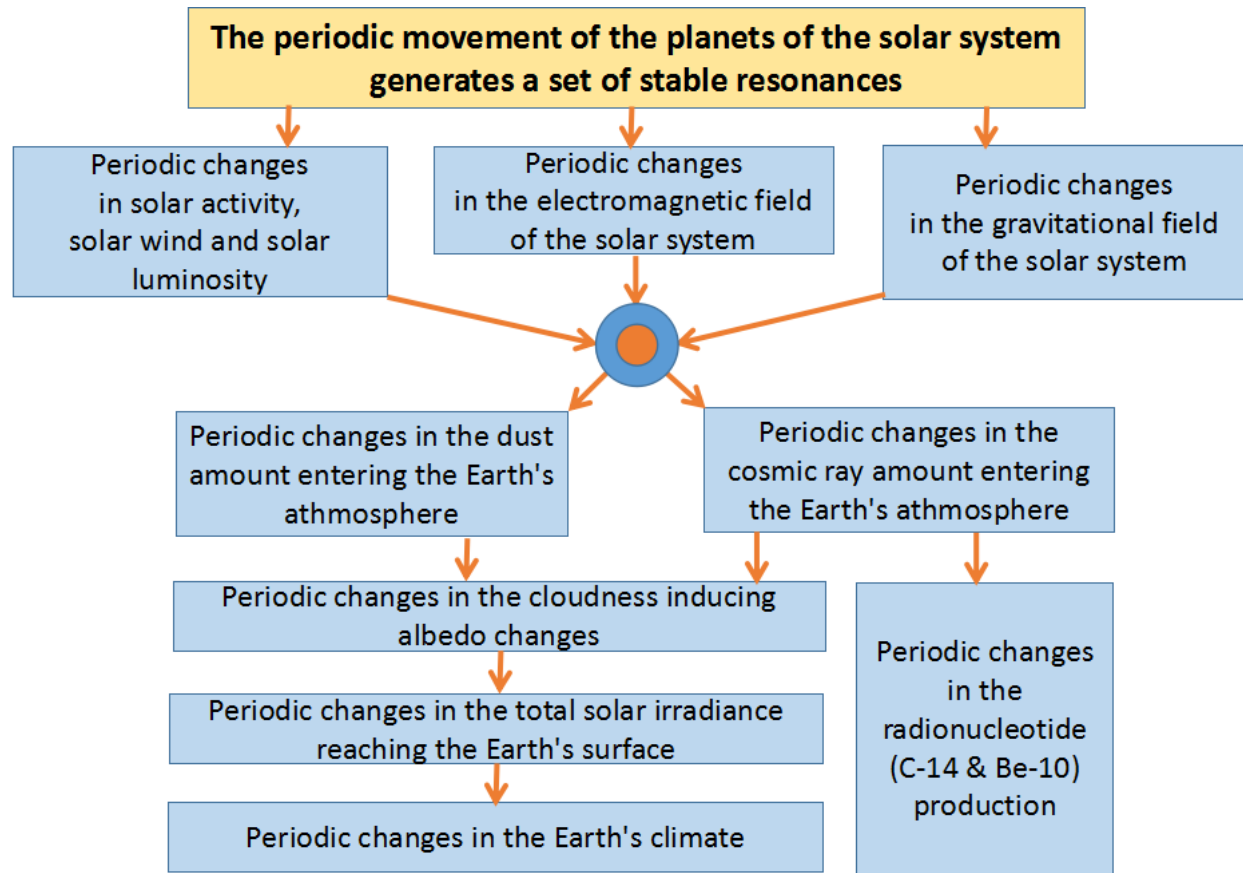 The periodic movement of the planets of the solar system
generates a set of stable resonances
Periodic changes
in solar activity,
solar wind and solar
luminosity
Periodic changes
in the electromagnetic field
of the solar system
Periodic changes
in the gravitational field
of the solar system
Periodic changes in the dust
amount entering the Earth's
athmosphere
Periodic changes in the
cosmic ray amount entering
the Earth's athmosphere
Periodic changes in the cloudness inducing
albedo changes
Periodic changes
in the
radionucleotide
(C-14 & Be-10)
production
Periodic changes in the total solar irradiance
reaching the Earth's surface
Periodic changes in the Earth's climate